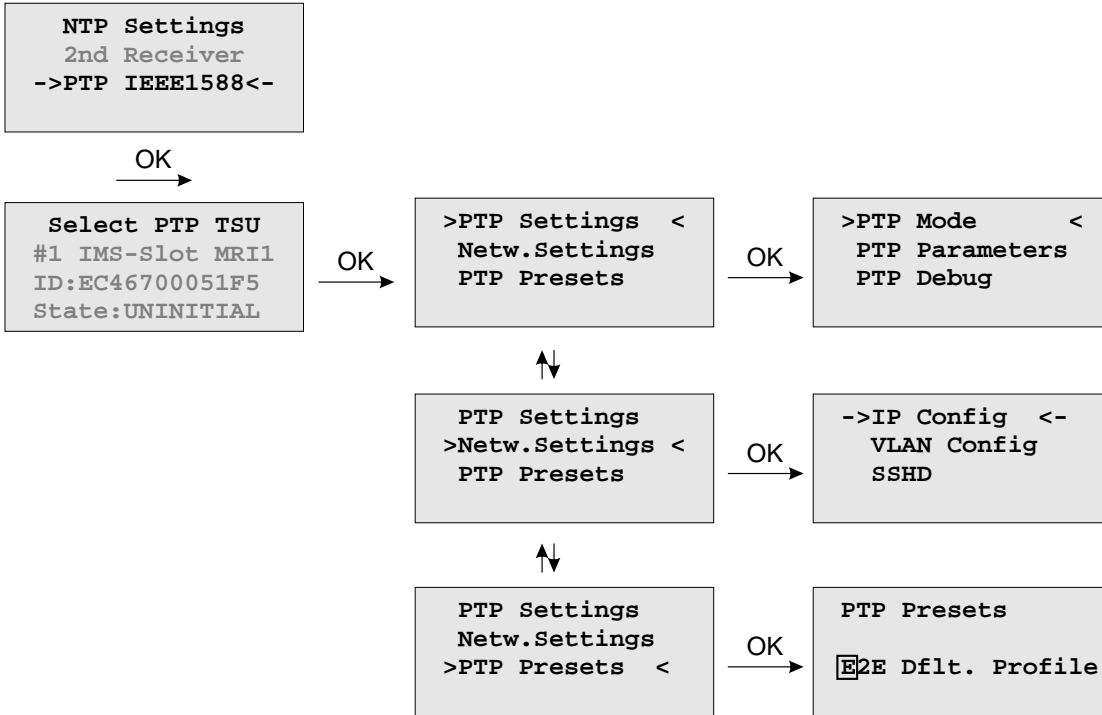 NTP Settings
2nd Receiver
->PTP IEEE1588<-
OK
Select PTP TSU
#1 IMS-Slot MRI1
ID:EC46700051F5
State:UNINITIAL
OK
>PTP Settings <
Netw.Settings
PTP Presets
OK
>PTP Mode <
PTP Parameters
PTP Debug
PTP Settings
>Netw.Settings <
PTP Presets
OK
->IP Config <-
VLAN Config
SSHD
PTP Settings
Netw.Settings
>PTP Presets <
OK
PTP Presets
E2E Dflt. Profile